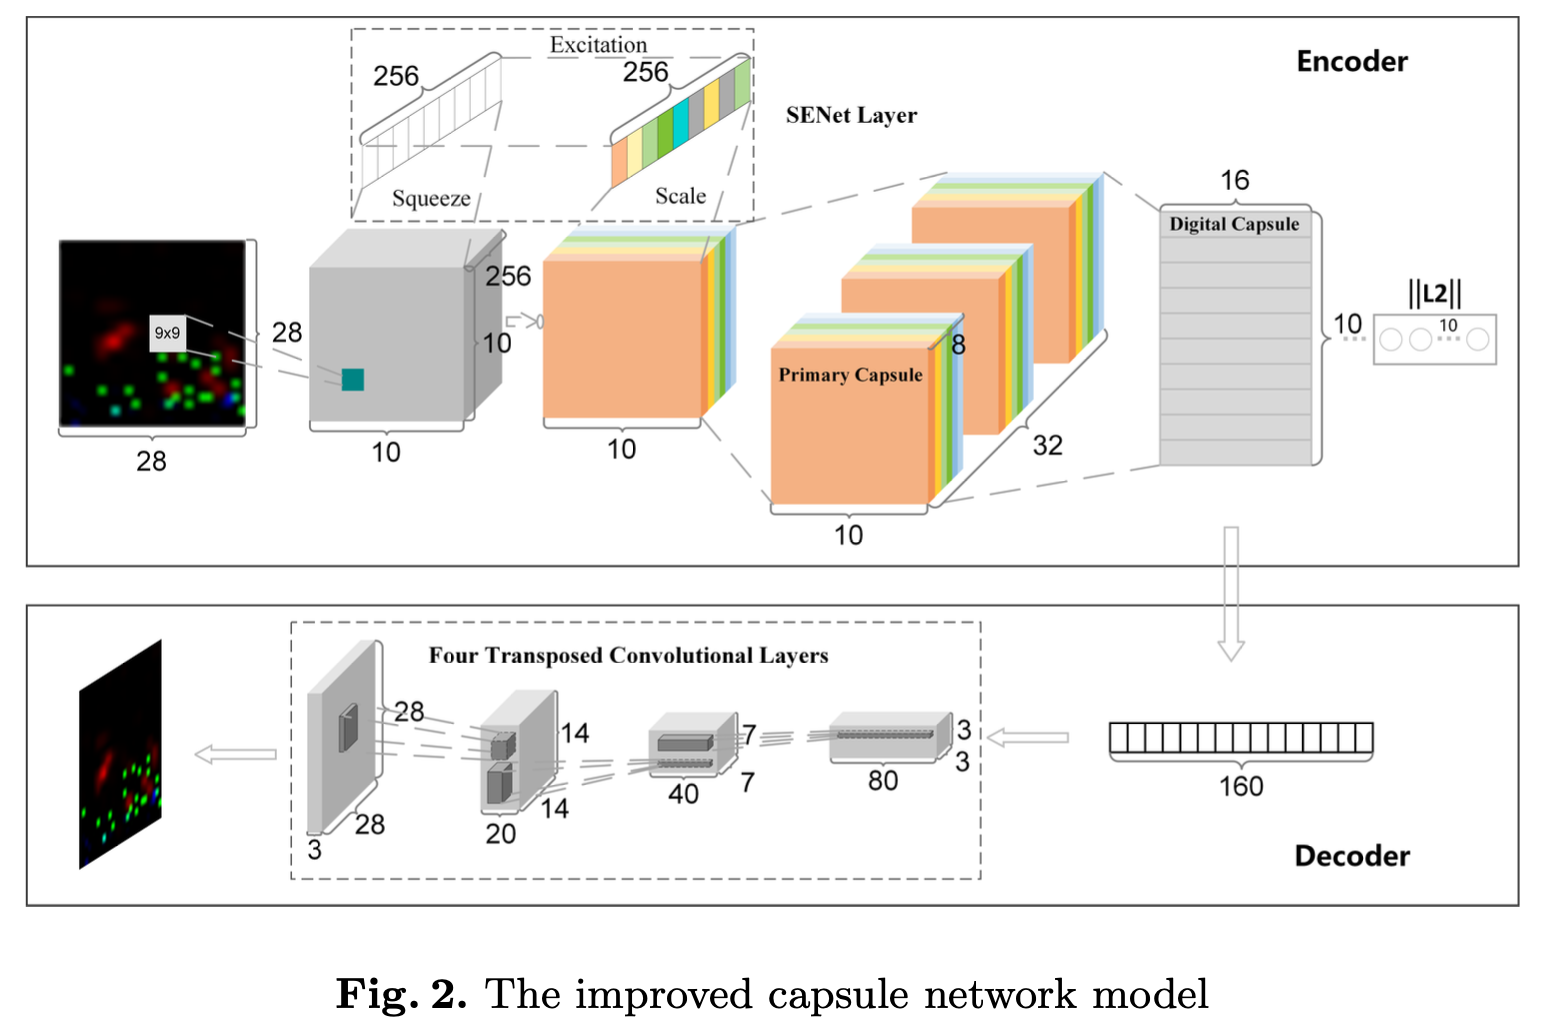 Encoder
Excitation
256
256
SENet Layer
Squeeze
Scale
16
Digital Capsule
256
9x9
28
10
8
Primary Capsule
||L2||
10
10
28
10
10
32
10
Four Transposed Convolutional Layers
28
14
7
3
3
40
7
80
160
14
20
28
3
Decoder
Fig. 2. The improved capsule network model